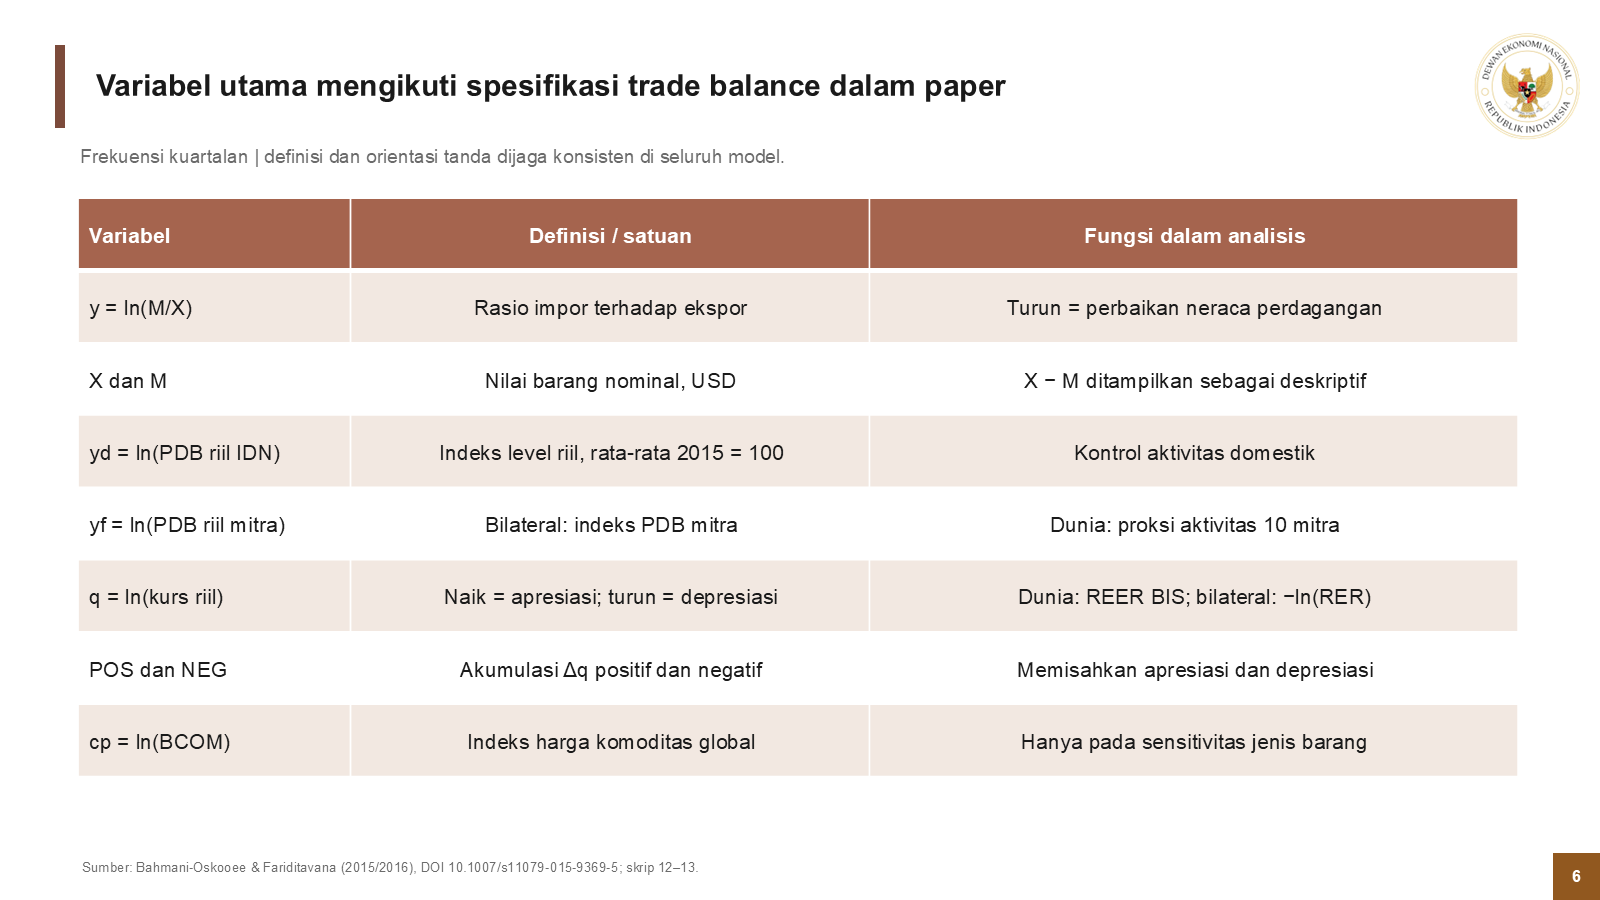 Variabel utama mengikuti spesifikasi trade balance dalam paper
DEWAN EKONOMI NASIONAL
REPUBLIK INDONESIA
Frekuensi kuartalan | definisi dan orientasi tanda dijaga konsisten di seluruh model.
Variabel Definisi / satuan Fungsi dalam analisis
y = ln(M/X) Rasio impor terhadap ekspor Turun = perbaikan neraca perdagangan
X dan M Nilai barang nominal, USD X − M ditampilkan sebagai deskriptif
yd = ln(PDB riil IDN) Indeks level riil, rata-rata 2015 = 100 Kontrol aktivitas domestik
yf = ln(PDB riil mitra) Bilateral: indeks PDB mitra Dunia: proksi aktivitas 10 mitra
q = ln(kurs riil) Naik = apresiasi; turun = depresiasi Dunia: REER BIS; bilateral: −ln(RER)
POS dan NEG Akumulasi Δq positif dan negatif Memisahkan apresiasi dan depresiasi
cp = ln(BCOM) Indeks harga komoditas global Hanya pada sensitivitas jenis barang
Sumber: Bahmani-Oskooee & Fariditavana (2015/2016), DOI 10.1007/s11079-015-9369-5; skrip 12–13.
6